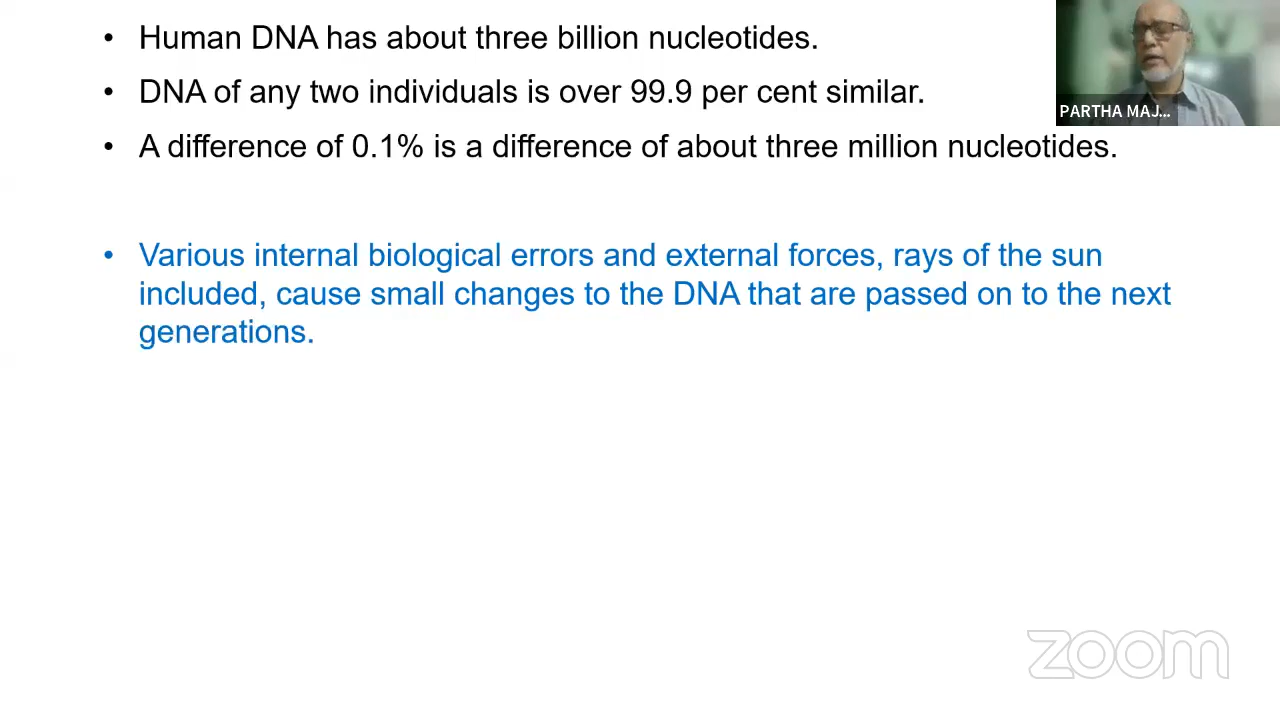 • Human DNA has about three billion nucleotides.
• DNA of any two individuals is over 99.9 per cent similar.
• A difference of 0.1% is a difference of about three million nucleotides.
• Various internal biological errors and external forces, rays of the sun
included, cause small changes to the DNA that are passed on to the next
generations.
PARTHA MAJ...
zoom